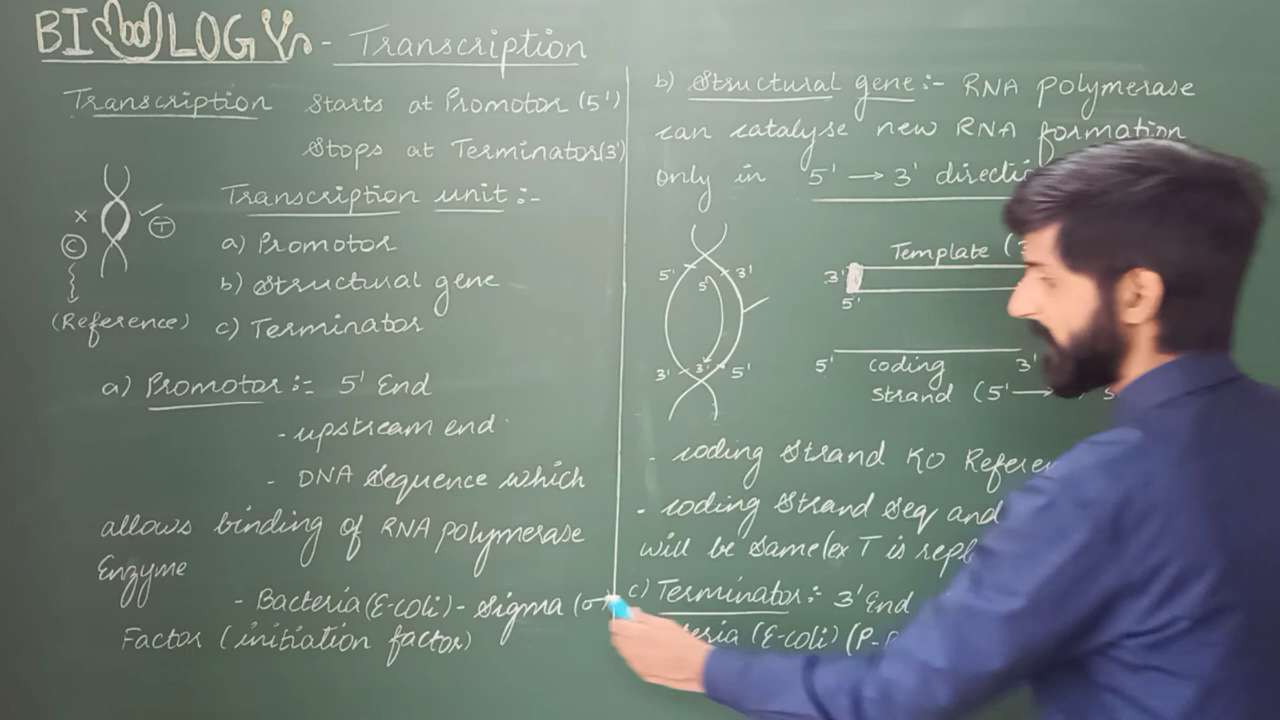 BIOLOGY - Transcription
Transcription Starts at Promotor (5')
Stops at Terminator(3')
Transcription unit :-
a) Promotor
b) Structural gene
c) Terminator
x
C
T
(Reference)
a) Promotor :- 5' End
- upstream end
- DNA Sequence which
allows binding of RNA polymerase
Enzyme
- Bacteria (E-coli) - Sigma (σ)
Factor (initiation factor)
b) Structural gene :- RNA polymerase
can catalyse new RNA formation
only in 5' → 3'
5' 3'
5'
3' 3' 5'
Template (
3'
5'
5' coding 3'
Strand (5' →
- coding Strand KO
- coding Strand Seq and
will be Same (ex T is
c) Terminator :- 3' End
(E-coli)